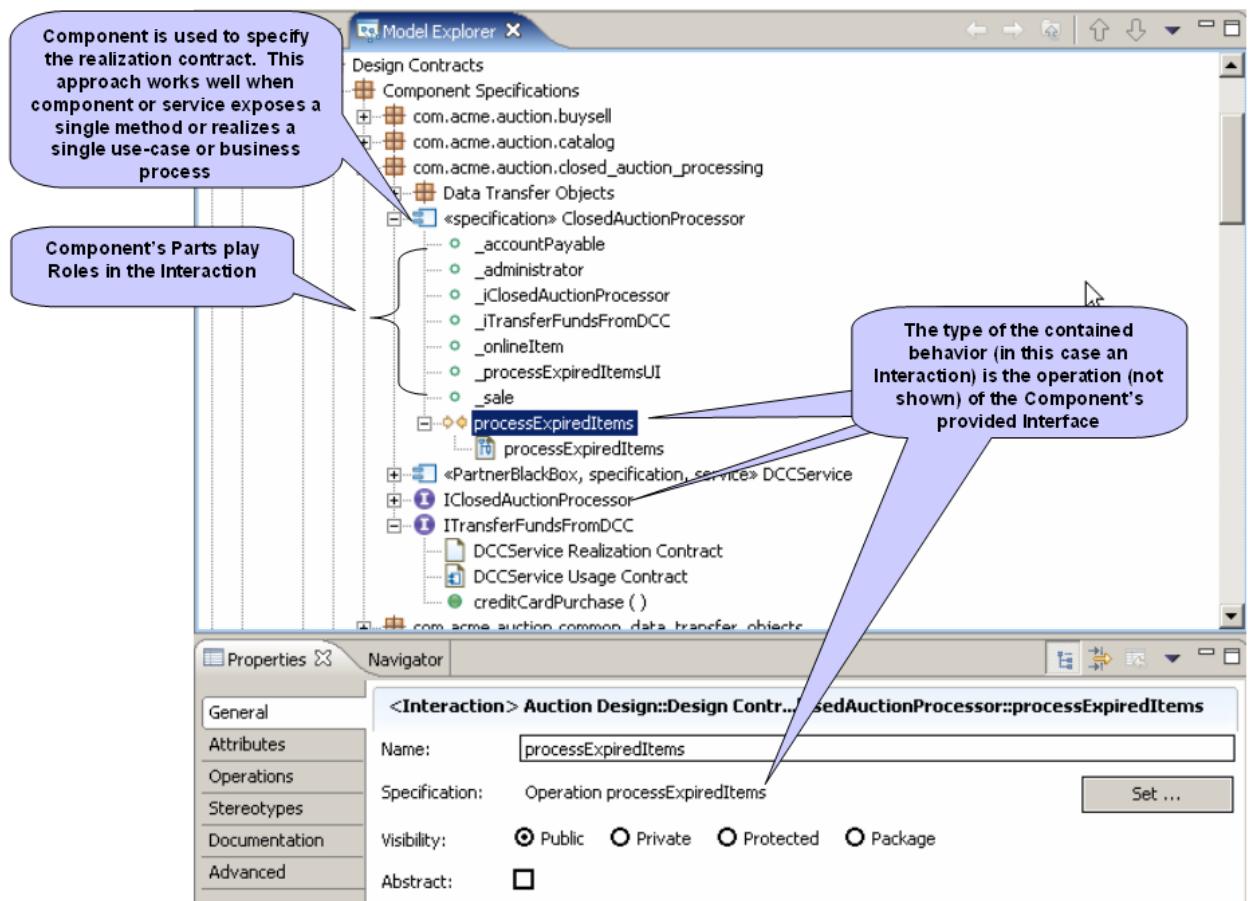 Component is used to specify
the realization contract. This
approach works well when
component or service exposes a
single method or realizes a
single use-case or business
process
Model Explorer
Design Contracts
Component Specifications
com.acme.auction.buysell
com.acme.auction.catalog
com.acme.auction.closed_auction_processing
Data Transfer Objects
«specification» ClosedAuctionProcessor
Component's Parts play
Roles in the Interaction
_accountPayable
_administrator
_iClosedAuctionProcessor
_iTransferFundsFromDCC
_onlineItem
_processExpiredItemsUI
_sale
The type of the contained
behavior (in this case an
Interaction) is the operation (not
shown) of the Component's
provided Interface
processExpiredItems
processExpiredItems
«PartnerBlackBox, specification, service» DCCService
IClosedAuctionProcessor
ITransferFundsFromDCC
DCCService Realization Contract
DCCService Usage Contract
creditCardPurchase ( )
com.acme.auction.common_data_transfer_objects
Properties
Navigator
General
Attributes
Operations
Stereotypes
Documentation
Advanced
<Interaction> Auction Design::Design Contr...sedAuctionProcessor::processExpiredItems
Name: processExpiredItems
Specification: Operation processExpiredItems Set ...
Visibility: Public Private Protected Package
Abstract: